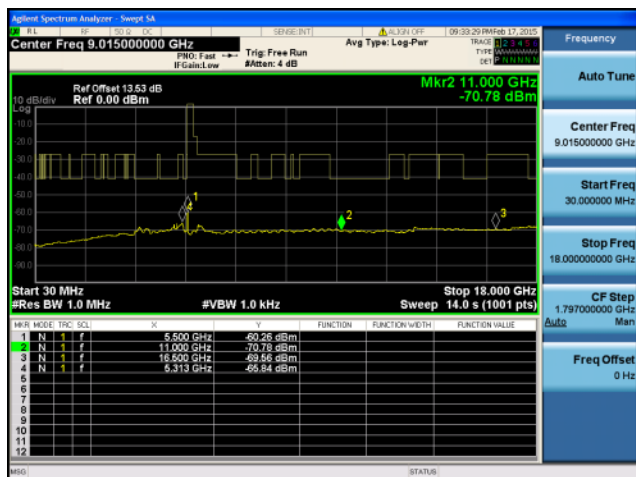 Agilent Spectrum Analyzer - Swept SA
RL RF 50 Ω DC SENSE:INT ALIGN OFF 09:33:29 PM Feb 17, 2015
Center Freq 9.015000000 GHz
PNO: Fast
IFGain:Low
Trig: Free Run
#Atten: 4 dB
Avg Type: Log-Pwr
TRACE 1 2 3 4 5 6
TYPE
DET P N N N N N
Ref Offset 13.53 dB
Ref 0.00 dBm
10 dB/div
Log
Mkr2 11.000 GHz
-70.78 dBm
-10.0
-20.0
-30.0
-40.0
-50.0
-60.0
-70.0
-80.0
-90.0
1
4
2
3
Start 30 MHz
Stop 18.000 GHz
#Res BW 1.0 MHz #VBW 1.0 kHz Sweep 14.0 s (1001 pts)
MKR MODE TRC SCL X Y FUNCTION FUNCTION WIDTH FUNCTION VALUE
1 N 1 f 5.500 GHz -60.26 dBm
2 N 1 f 11.000 GHz -70.78 dBm
3 N 1 f 16.500 GHz -69.56 dBm
4 N 1 f 5.313 GHz -65.84 dBm
5
6
7
8
9
10
11
12
MSG STATUS
Frequency
Auto Tune
Center Freq
9.015000000 GHz
Start Freq
30.000000 MHz
Stop Freq
18.000000000 GHz
CF Step
1.797000000 GHz
Auto Man
Freq Offset
0 Hz